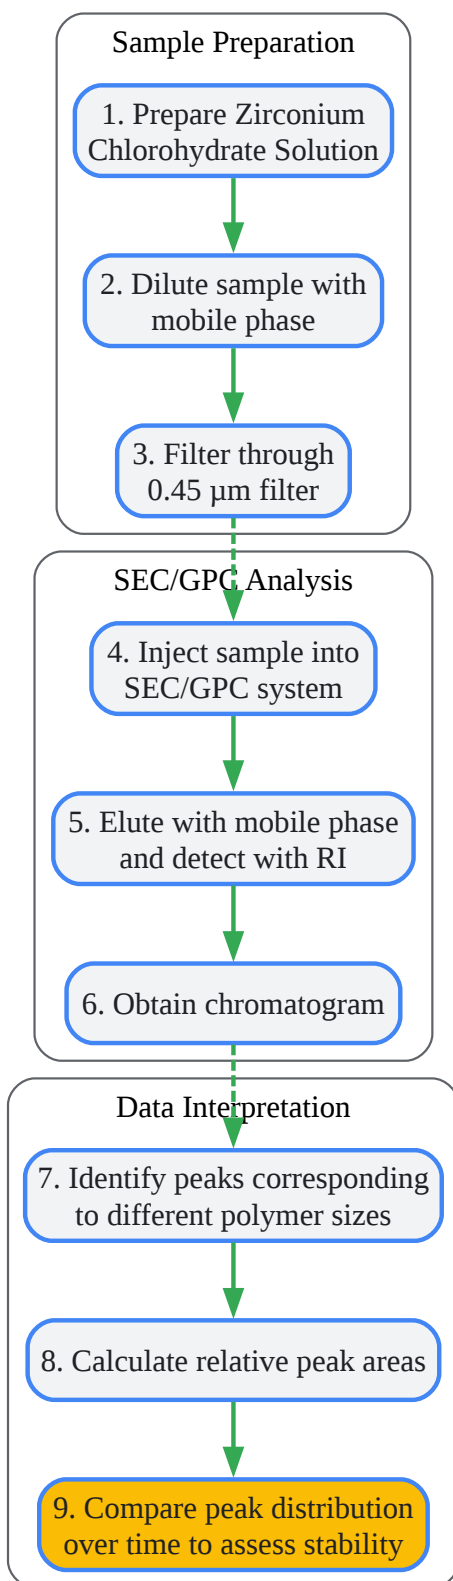 Sample Preparation
1. Prepare Zirconium
Chlorohydrate Solution
2. Dilute sample with
mobile phase
3. Filter through
0.45 µm filter
SEC/GPC Analysis
4. Inject sample into
SEC/GPC system
5. Elute with mobile phase
and detect with RI
6. Obtain chromatogram
Data Interpretation
7. Identify peaks corresponding
to different polymer sizes
8. Calculate relative peak areas
9. Compare peak distribution
over time to assess stability